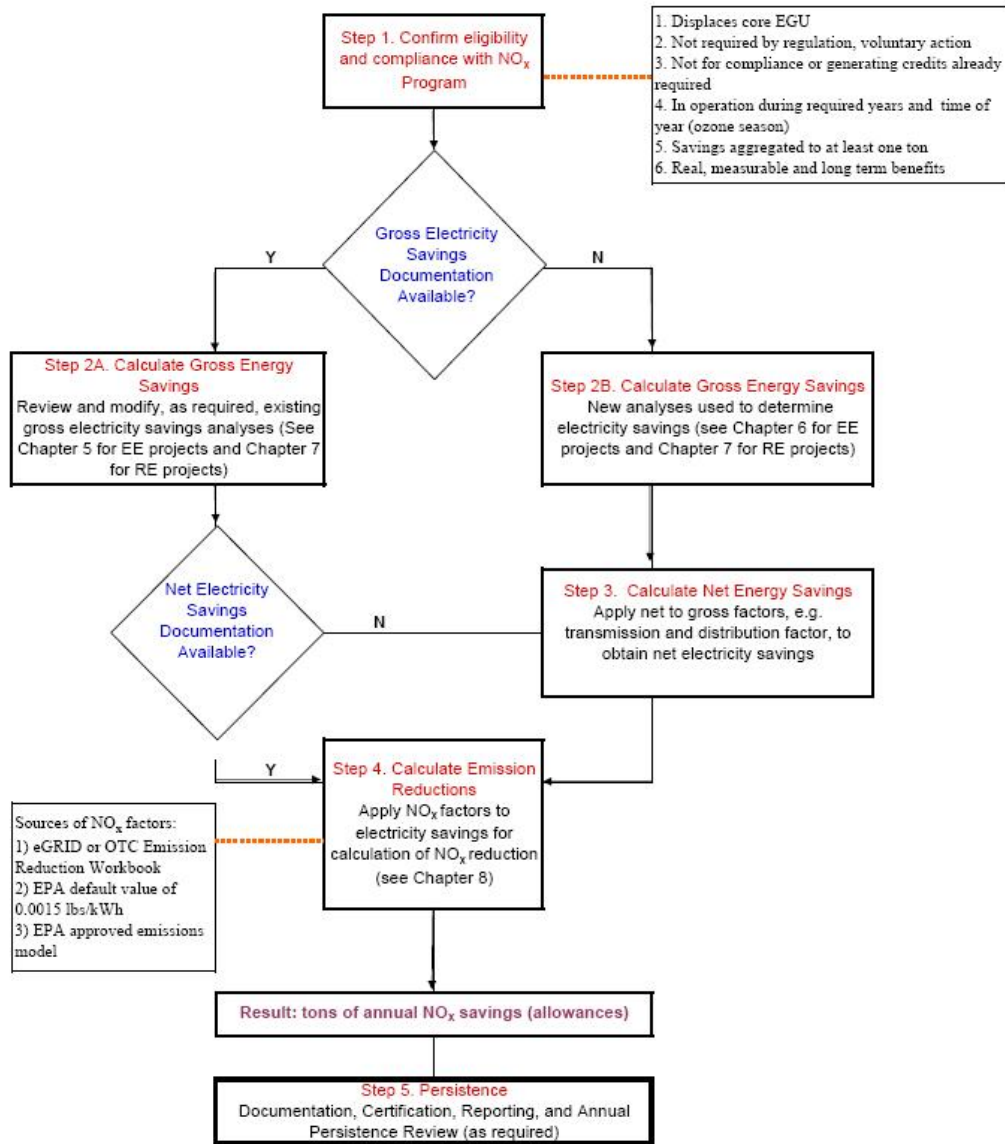 Step 1. Confirm eligibility
and compliance with NOx
Program
1. Displaces core EGU
2. Not required by regulation, voluntary action
3. Not for compliance or generating credits already
required
4. In operation during required years and time of
year (ozone season)
5. Savings aggregated to at least one ton
6. Real, measurable and long term benefits
Gross Electricity
Savings
Documentation
Available?
Y
N
Step 2A. Calculate Gross Energy
Savings
Review and modify, as required, existing
gross electricity savings analyses (See
Chapter 5 for EE projects and Chapter 7
for RE projects)
Step 2B. Calculate Gross Energy Savings
New analyses used to determine
electricity savings (see Chapter 6 for EE
projects and Chapter 7 for RE projects)
Net Electricity
Savings
Documentation
Available?
N
Step 3. Calculate Net Energy Savings
Apply net to gross factors, e.g.
transmission and distribution factor, to
obtain net electricity savings
Y
Step 4. Calculate Emission
Reductions
Apply NOx factors to
electricity savings for
calculation of NOx reduction
(see Chapter 8)
Sources of NOx factors:
1) eGRID or OTC Emission
Reduction Workbook
2) EPA default value of
0.0015 lbs/kWh
3) EPA approved emissions
model
Result: tons of annual NOx savings (allowances)
Step 5. Persistence
Documentation, Certification, Reporting, and Annual
Persistence Review (as required)